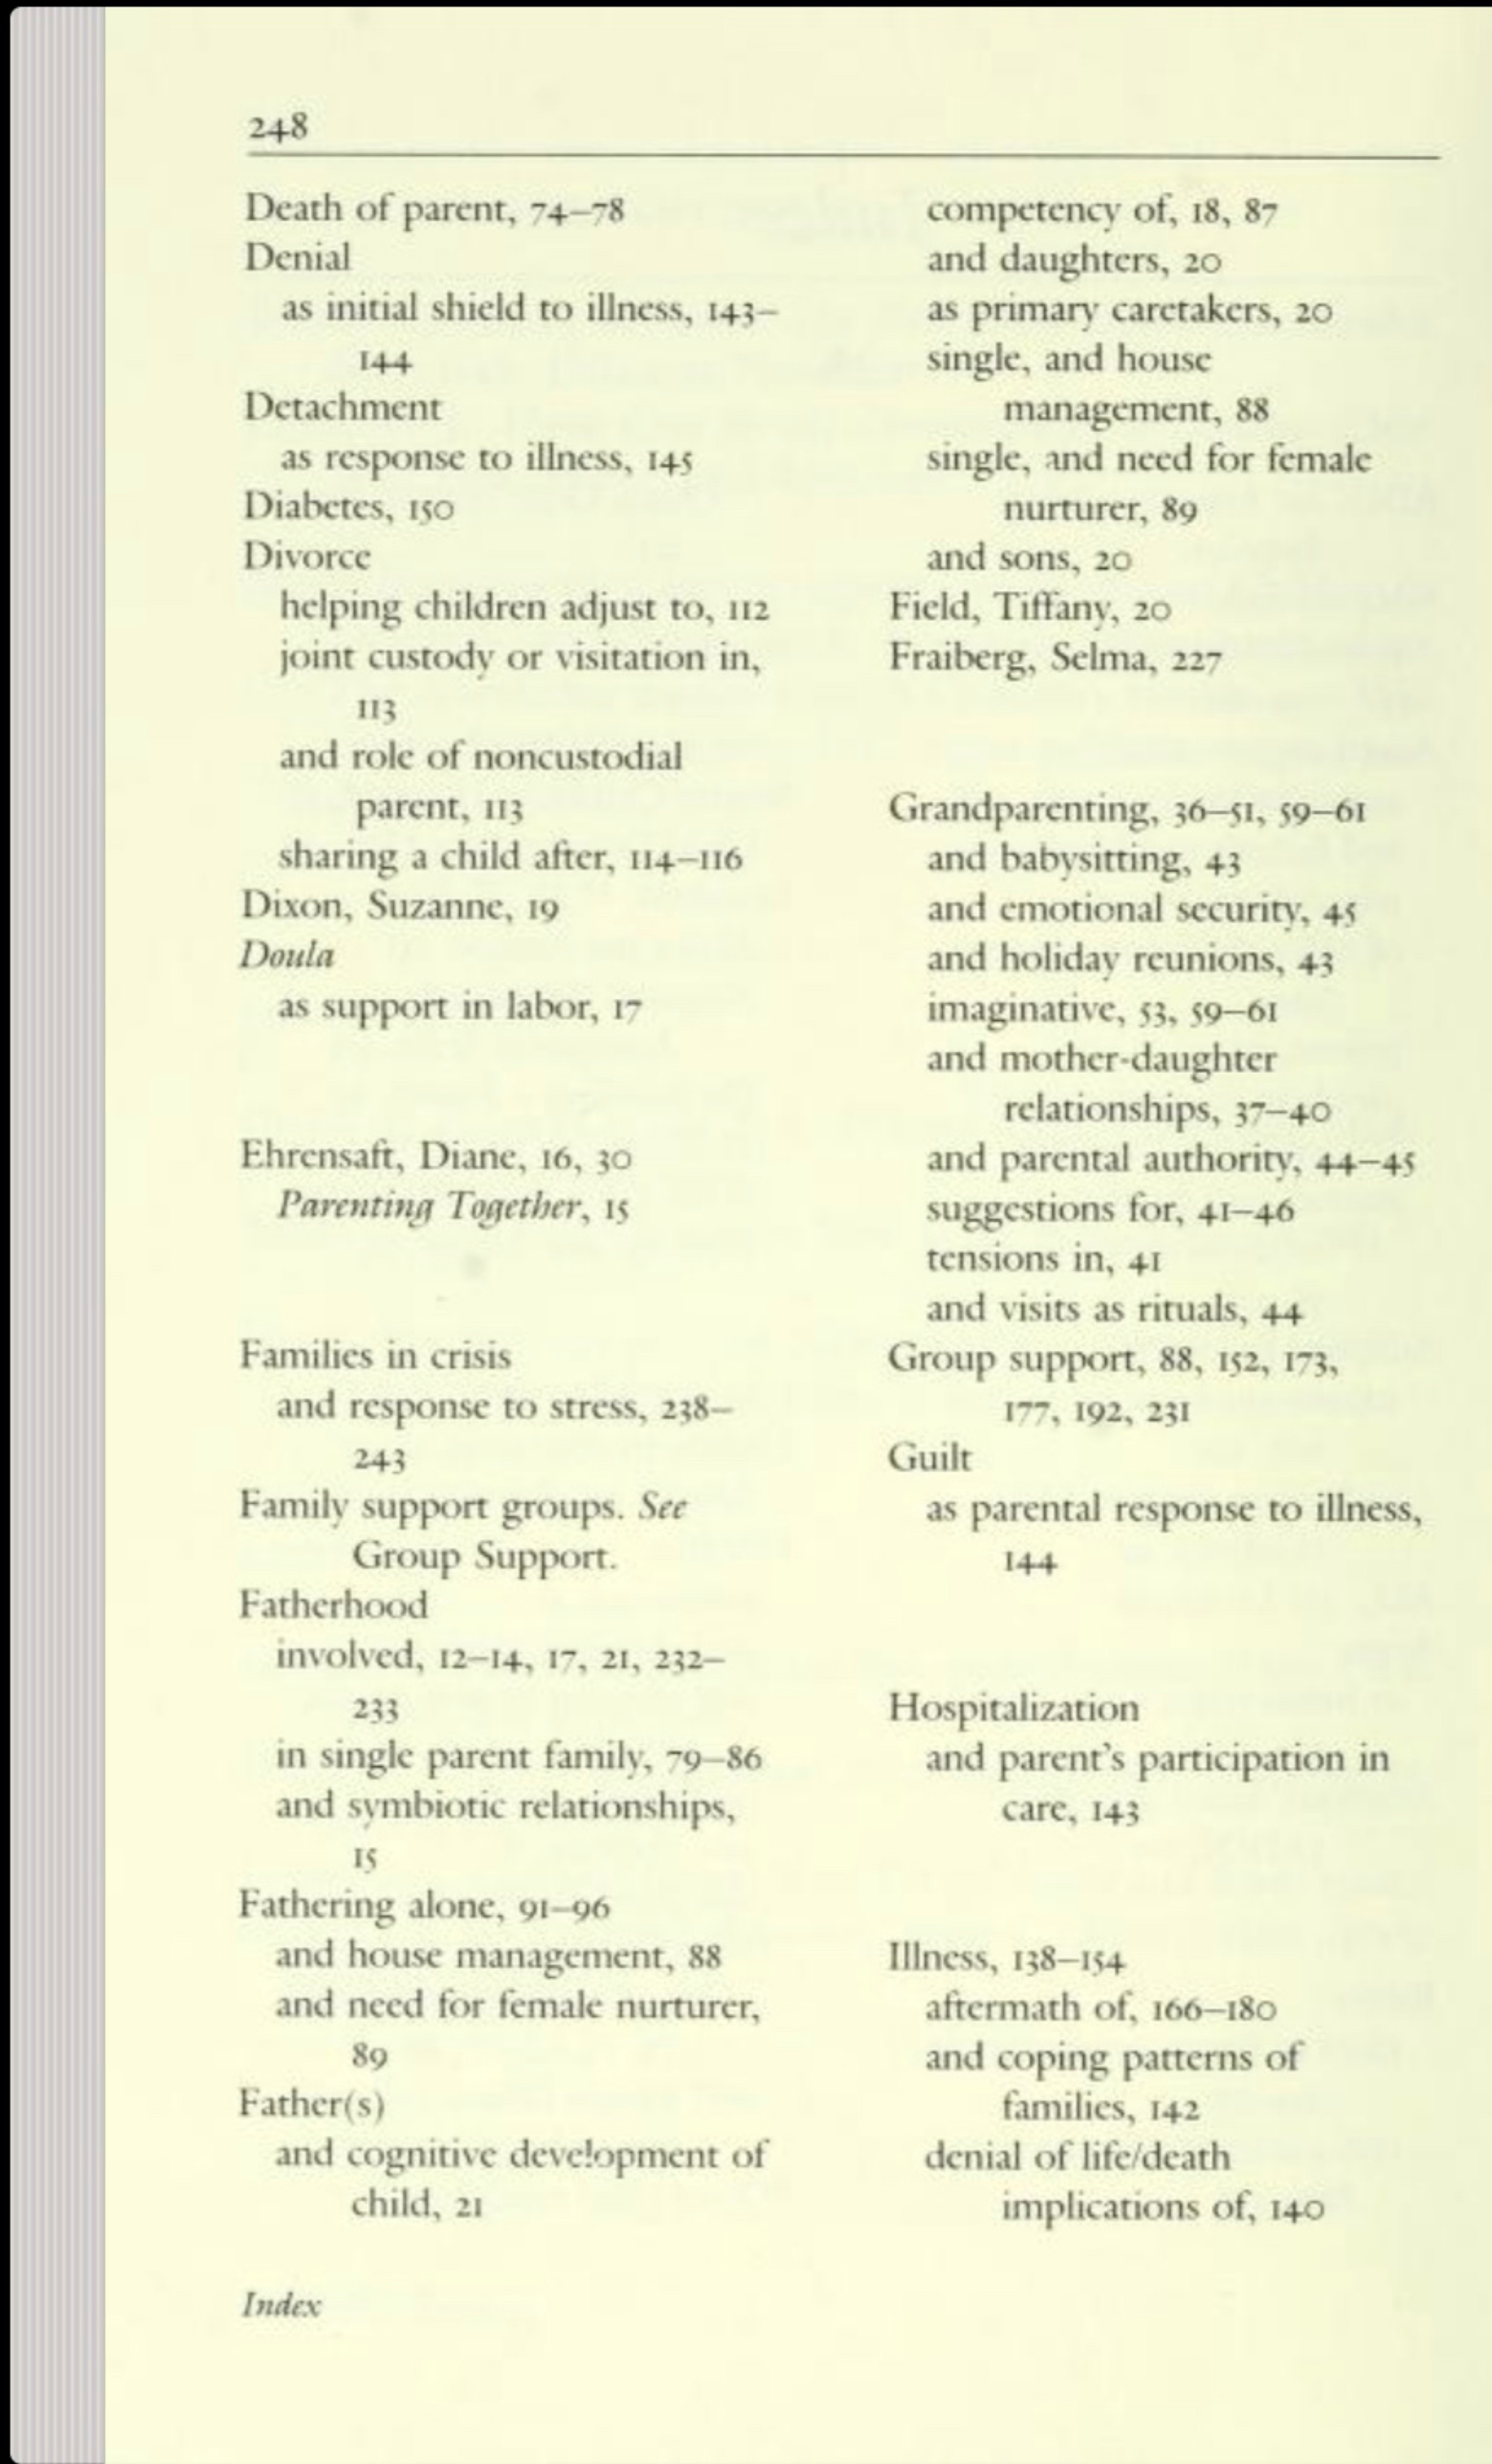 248
Death of parent, 74–78
Denial
as initial shield to illness, 143–
144
Detachment
as response to illness, 145
Diabetes, 150
Divorce
helping children adjust to, 112
joint custody or visitation in,
113
and role of noncustodial
parent, 113
sharing a child after, 114–116
Dixon, Suzanne, 19
Doula
as support in labor, 17
Ehrensaft, Diane, 16, 30
Parenting Together, 15
Families in crisis
and response to stress, 238–
243
Family support groups. See
Group Support.
Fatherhood
involved, 12–14, 17, 21, 232–
233
in single parent family, 79–86
and symbiotic relationships,
15
Fathering alone, 91–96
and house management, 88
and need for female nurturer,
89
Father(s)
and cognitive development of
child, 21
competency of, 18, 87
and daughters, 20
as primary caretakers, 20
single, and house
management, 88
single, and need for female
nurturer, 89
and sons, 20
Field, Tiffany, 20
Fraiberg, Selma, 227
Grandparenting, 36–51, 59–61
and babysitting, 43
and emotional security, 45
and holiday reunions, 43
imaginative, 53, 59–61
and mother-daughter
relationships, 37–40
and parental authority, 44–45
suggestions for, 41–46
tensions in, 41
and visits as rituals, 44
Group support, 88, 152, 173,
177, 192, 231
Guilt
as parental response to illness,
144
Hospitalization
and parent's participation in
care, 143
Illness, 138–154
aftermath of, 166–180
and coping patterns of
families, 142
denial of life/death
implications of, 140
Index